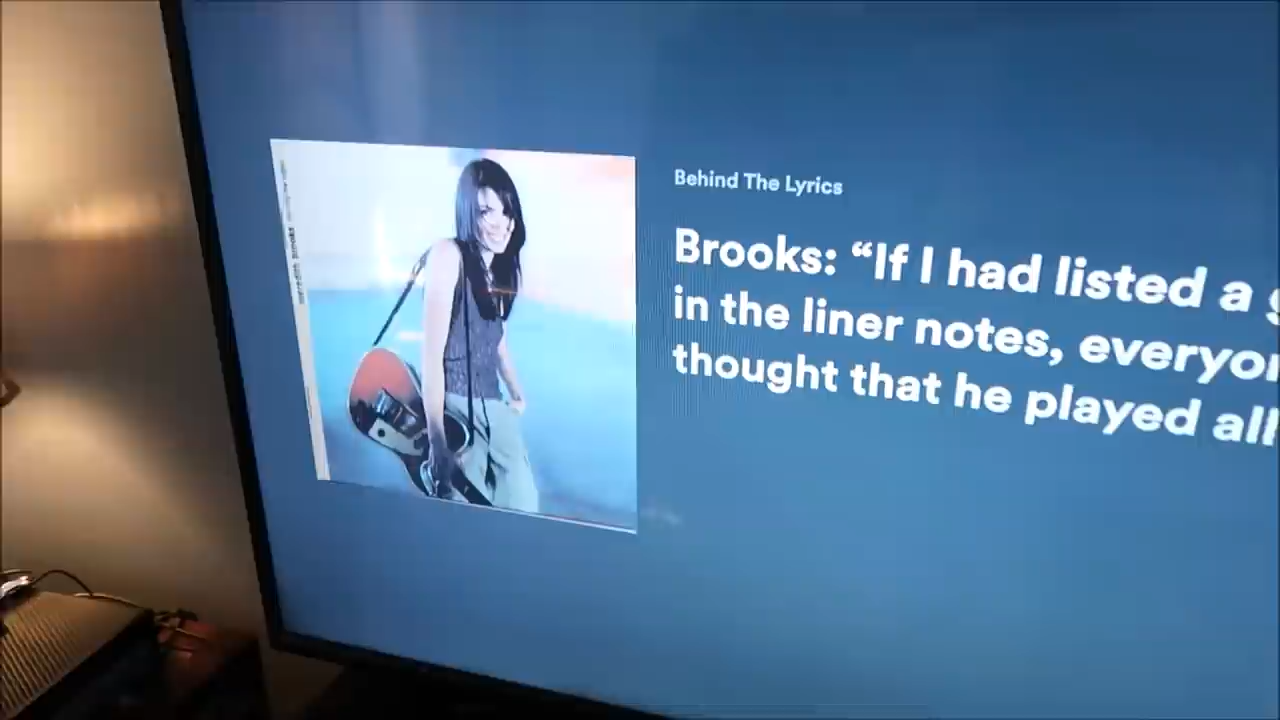 Behind The Lyrics
Brooks: “If I had listed a
in the liner notes, everyo
thought that he played all